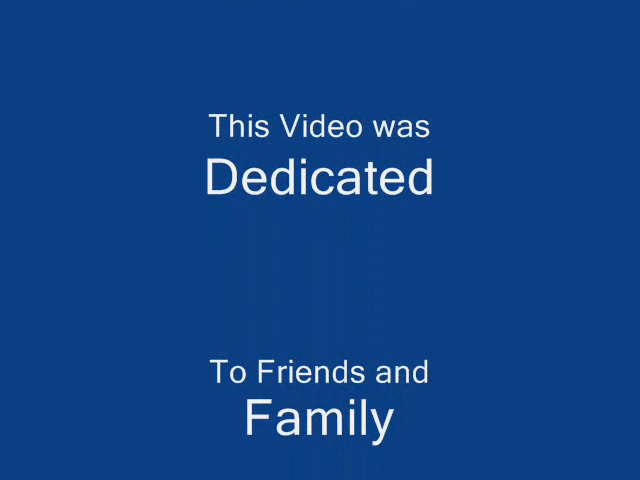 This Video was
Dedicated
To Friends and
Family